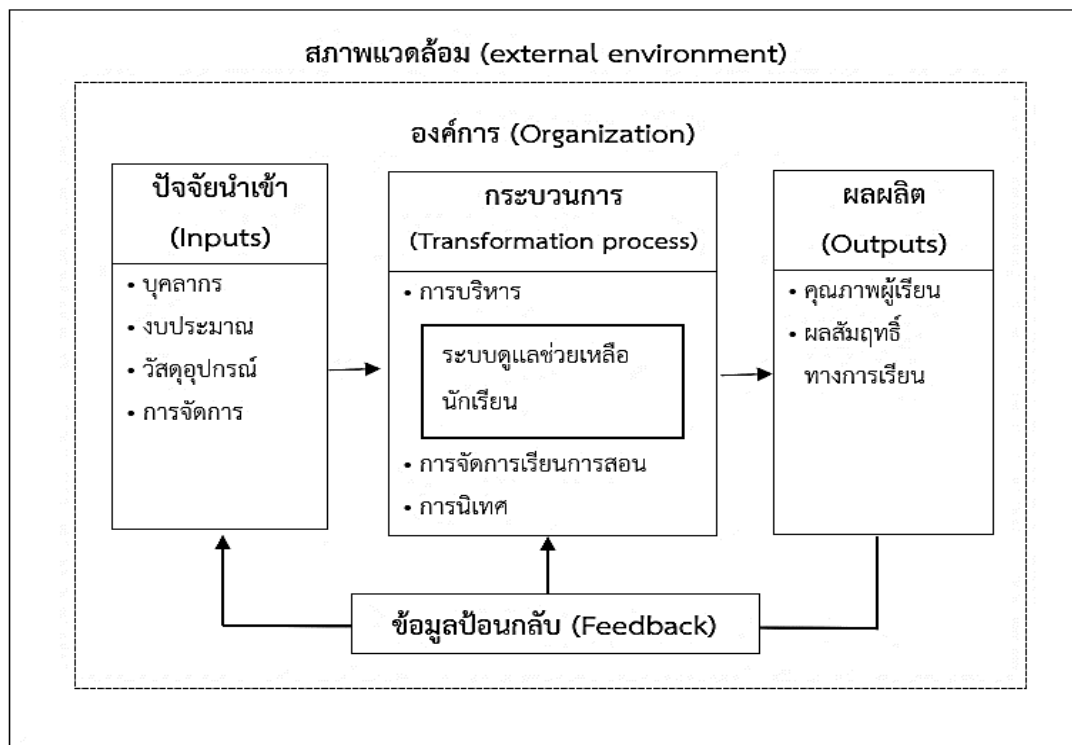 สภาพแวดล้อม (external environment)
องค์การ (Organization)
ปัจจัยนำเข้า
(Inputs)
• บุคลากร
• งบประมาณ
• วัสดุอุปกรณ์
• การจัดการ
กระบวนการ
(Transformation process)
• การบริหาร
ระบบดูแลช่วยเหลือ
นักเรียน
• การจัดการเรียนการสอน
• การนิเทศ
ผลผลิต
(Outputs)
• คุณภาพผู้เรียน
• ผลสัมฤทธิ์
ทางการเรียน
ข้อมูลป้อนกลับ (Feedback)